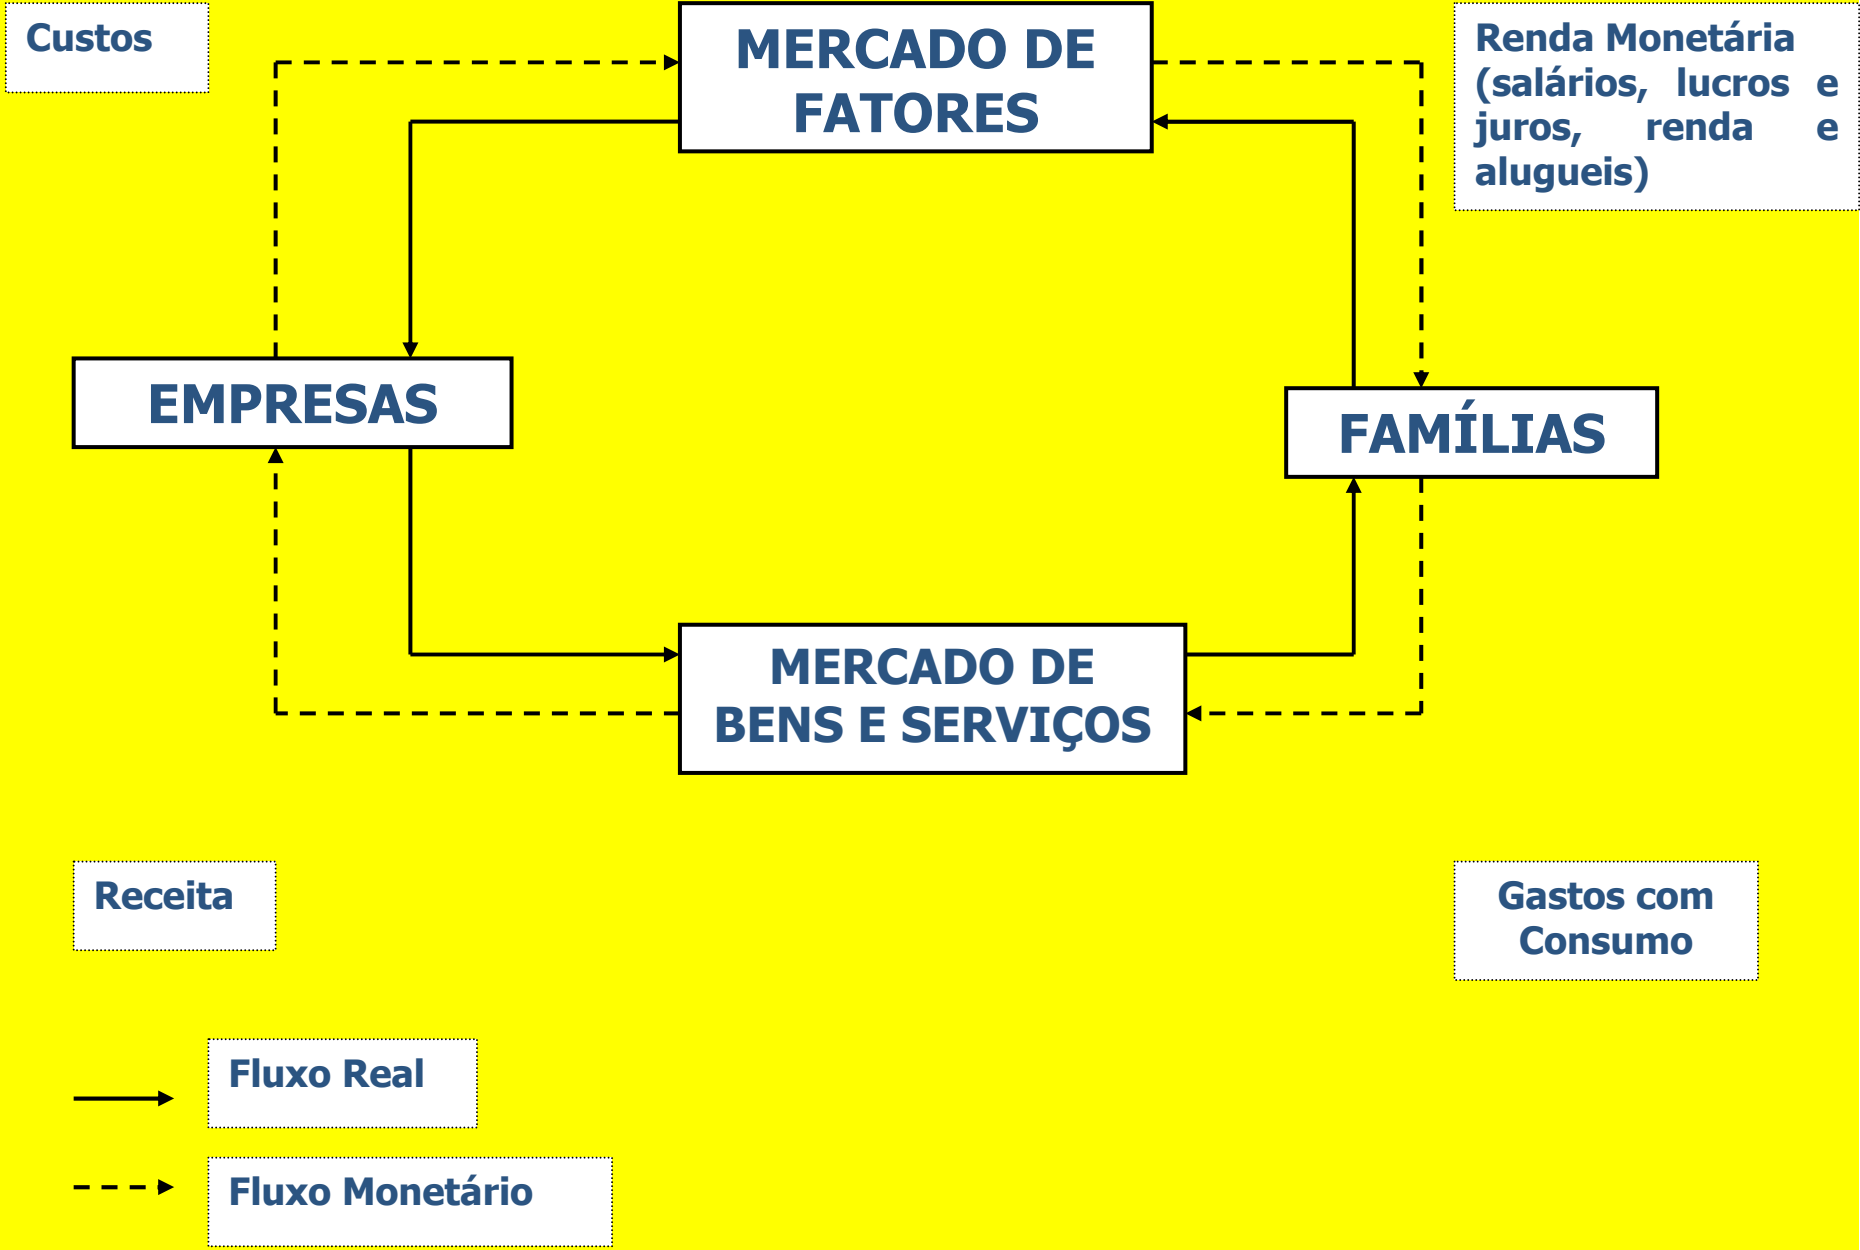 Custos
MERCADO DE
FATORES
Renda Monetária
(salários, lucros e
juros, renda e
alugueis)
EMPRESAS
FAMÍLIAS
MERCADO DE
BENS E SERVIÇOS
Receita
Gastos com
Consumo
Fluxo Real
Fluxo Monetário